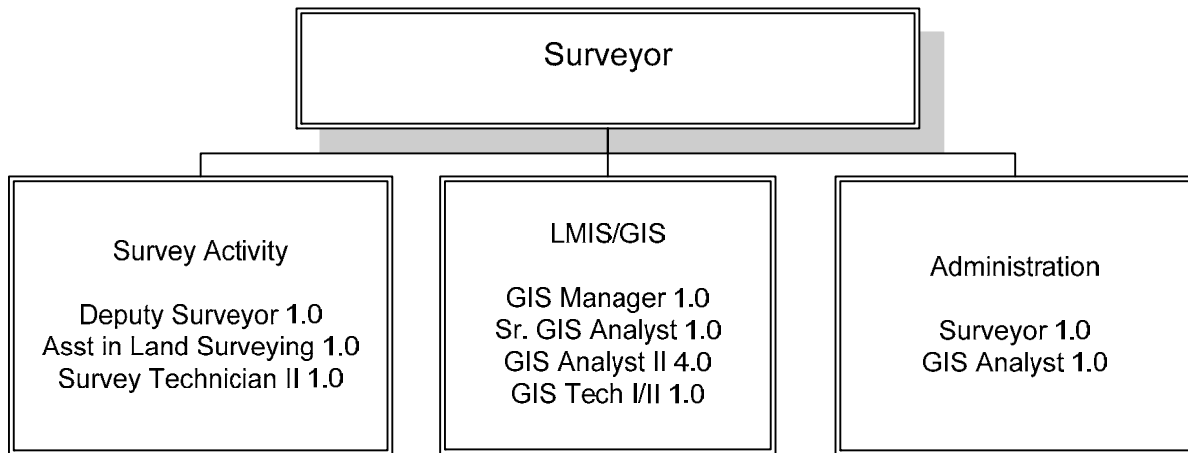 Surveyor
Survey Activity
Deputy Surveyor 1.0
Asst in Land Surveying 1.0
Survey Technician II 1.0
LMIS/GIS
GIS Manager 1.0
Sr. GIS Analyst 1.0
GIS Analyst II 4.0
GIS Tech I/II 1.0
Administration
Surveyor 1.0
GIS Analyst 1.0